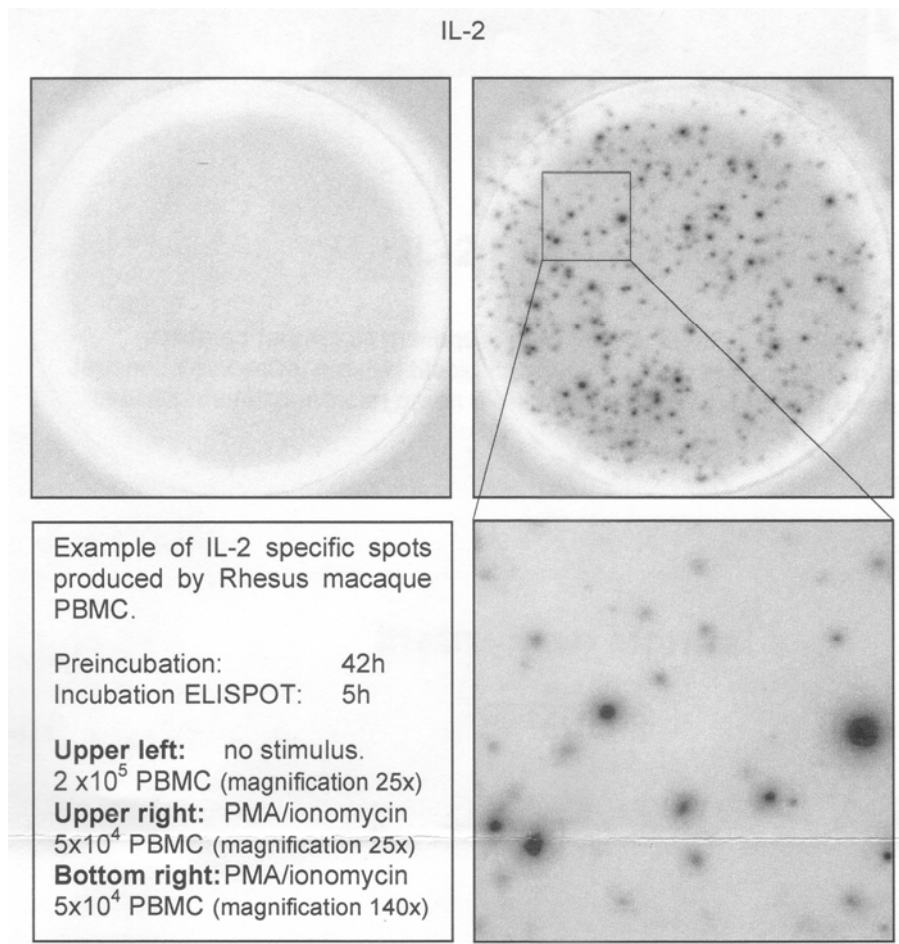 IL-2
Example of IL-2 specific spots
produced by Rhesus macaque
PBMC.
Preincubation: 42h
Incubation ELISPOT: 5h
Upper left: no stimulus.
2 x10⁵ PBMC (magnification 25x)
Upper right: PMA/ionomycin
5x10⁴ PBMC (magnification 25x)
Bottom right: PMA/ionomycin
5x10⁴ PBMC (magnification 140x)